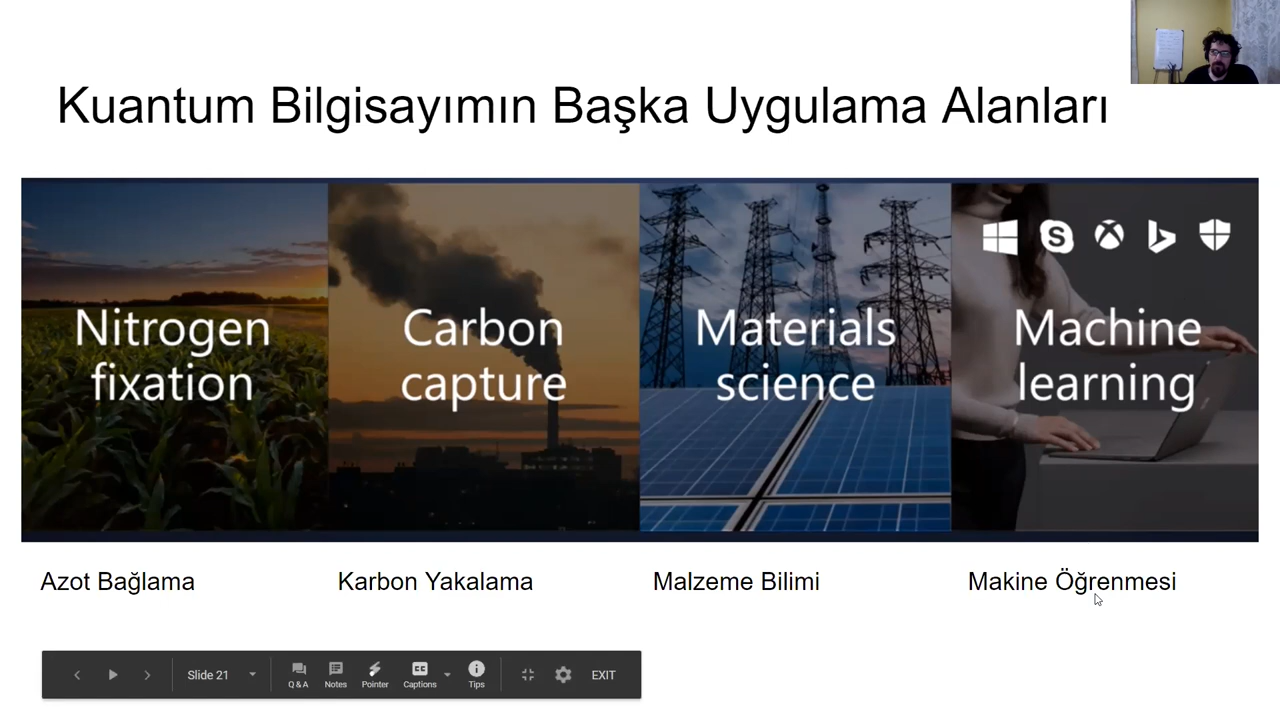 Kuantum Bilgisayımın Başka Uygulama Alanları
Nitrogen
fixation
Carbon
capture
Materials
science
Machine
learning
Azot Bağlama
Karbon Yakalama
Malzeme Bilimi
Makine Öğrenmesi
Slide 21
Q & A
Notes
Pointer
Captions
Tips
EXIT